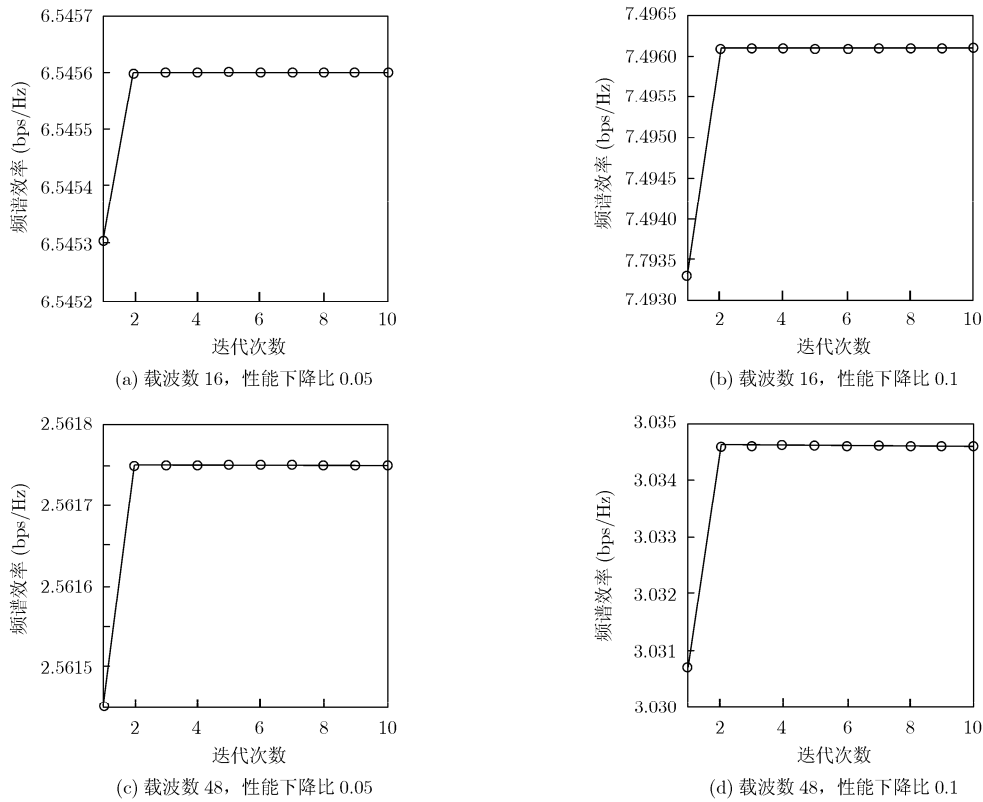 6.5457
6.5456
6.5455
6.5454
6.5453
6.5452
频谱效率 (bps/Hz)
2 4 6 8 10
迭代次数
(a) 载波数 16，性能下降比 0.05
7.4965
7.4960
7.4955
7.4950
7.4945
7.4940
7.7935
7.4930
频谱效率 (bps/Hz)
2 4 6 8 10
迭代次数
(b) 载波数 16，性能下降比 0.1
2.5618
2.5617
2.5616
2.5615
频谱效率 (bps/Hz)
2 4 6 8 10
迭代次数
(c) 载波数 48，性能下降比 0.05
3.035
3.034
3.033
3.032
3.031
3.030
频谱效率 (bps/Hz)
2 4 6 8 10
迭代次数
(d) 载波数 48，性能下降比 0.1